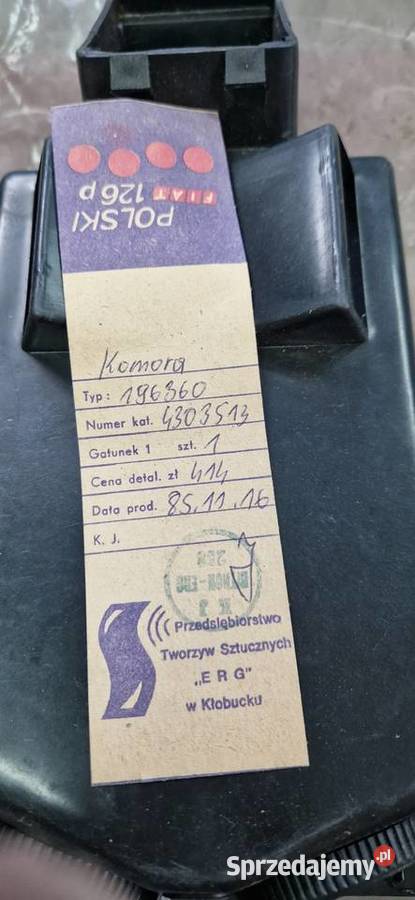 POLSKI
FIAT 126p
Komora
Typ: 196360
Numer kat. 4303513
Gatunek 1 szt. 1
Cena detal. zł 414
Data prod. 85.11.16
K. J.
K J
Przedsiębiorstwo
Tworzyw Sztucznych
„ERG"
w Kłobucku
Sprzedajemy.pl